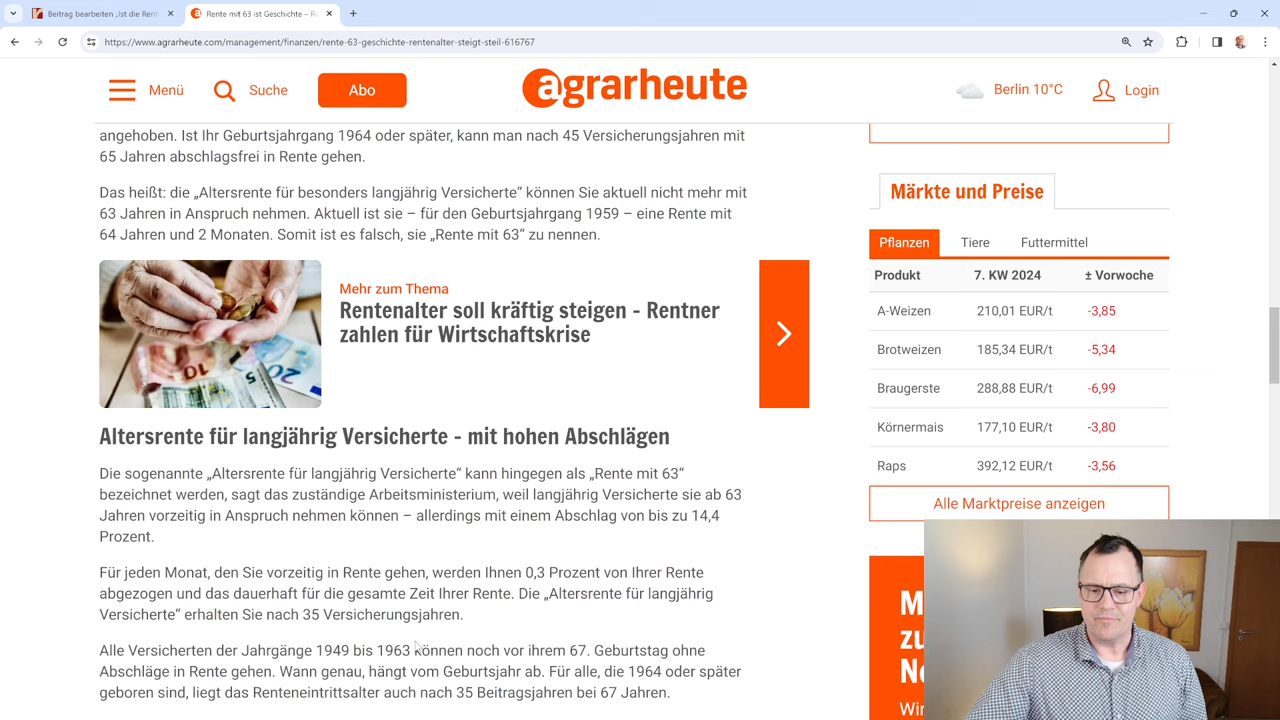 Beitrag bearbeiten „Ist die Rent
Rente mit 63 ist Geschichte – R
https://www.agrarheute.com/management/finanzen/rente-63-geschichte-rentenalter-steigt-steil-616767
Menü
Suche
Abo
agrarheute
Berlin 10°C
Login
angehoben. Ist Ihr Geburtsjahrgang 1964 oder später, kann man nach 45 Versicherungsjahren mit
65 Jahren abschlagsfrei in Rente gehen.
Das heißt: die „Altersrente für besonders langjährig Versicherte“ können Sie aktuell nicht mehr mit
63 Jahren in Anspruch nehmen. Aktuell ist sie – für den Geburtsjahrgang 1959 – eine Rente mit
64 Jahren und 2 Monaten. Somit ist es falsch, sie „Rente mit 63“ zu nennen.
Mehr zum Thema
Rentenalter soll kräftig steigen - Rentner
zahlen für Wirtschaftskrise
Altersrente für langjährig Versicherte - mit hohen Abschlägen
Die sogenannte „Altersrente für langjährig Versicherte“ kann hingegen als „Rente mit 63“
bezeichnet werden, sagt das zuständige Arbeitsministerium, weil langjährig Versicherte sie ab 63
Jahren vorzeitig in Anspruch nehmen können – allerdings mit einem Abschlag von bis zu 14,4
Prozent.
Für jeden Monat, den Sie vorzeitig in Rente gehen, werden Ihnen 0,3 Prozent von Ihrer Rente
abgezogen und das dauerhaft für die gesamte Zeit Ihrer Rente. Die „Altersrente für langjährig
Versicherte“ erhalten Sie nach 35 Versicherungsjahren.
Alle Versicherten der Jahrgänge 1949 bis 1963 können noch vor ihrem 67. Geburtstag ohne
Abschläge in Rente gehen. Wann genau, hängt vom Geburtsjahr ab. Für alle, die 1964 oder später
geboren sind, liegt das Renteneintrittsalter auch nach 35 Beitragsjahren bei 67 Jahren.
Märkte und Preise
Pflanzen Tiere Futtermittel
Produkt 7. KW 2024 ± Vorwoche
A-Weizen 210,01 EUR/t -3,85
Brotweizen 185,34 EUR/t -5,34
Braugerste 288,88 EUR/t -6,99
Körnermais 177,10 EUR/t -3,80
Raps 392,12 EUR/t -3,56
Alle Marktpreise anzeigen
M
zu
Ne
Wir